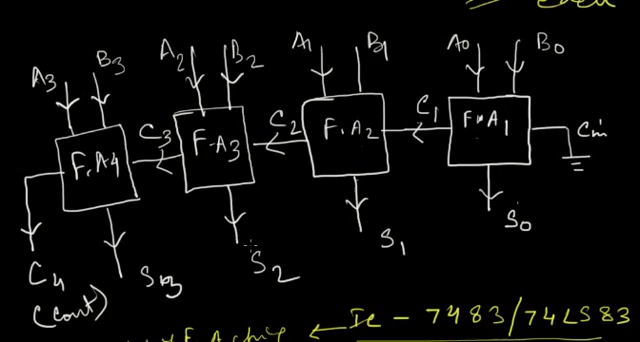 A3 B3 A2 B2 A1 B1 A0 B0
F.A4 C3 F.A3 C2 F.A2 C1 F.A1 Cin
C4 (Cout) S3 S2 S1 S0
← IC - 7483/74LS83